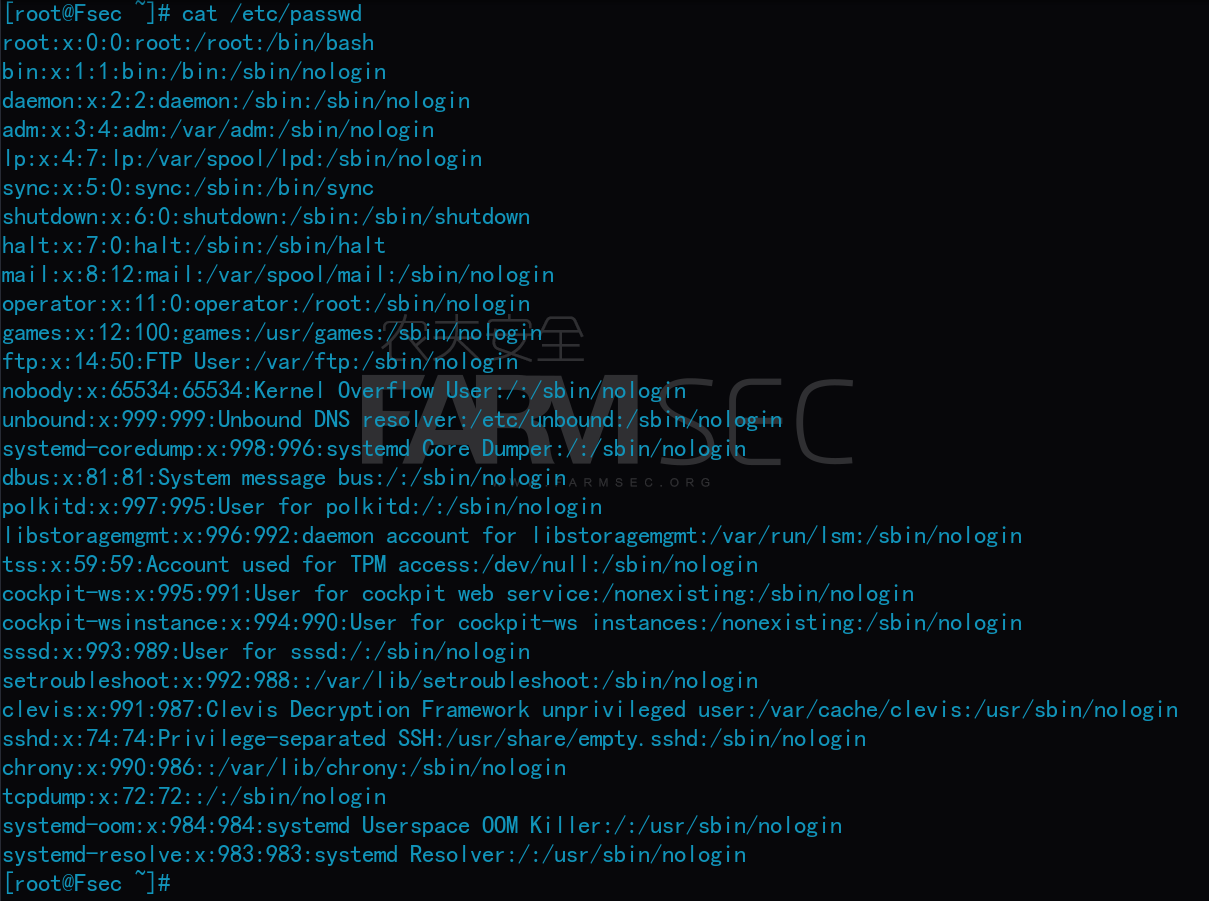 [root@Fsec ~]# cat /etc/passwd
root:x:0:0:root:/root:/bin/bash
bin:x:1:1:bin:/bin:/sbin/nologin
daemon:x:2:2:daemon:/sbin:/sbin/nologin
adm:x:3:4:adm:/var/adm:/sbin/nologin
lp:x:4:7:lp:/var/spool/lpd:/sbin/nologin
sync:x:5:0:sync:/sbin:/bin/sync
shutdown:x:6:0:shutdown:/sbin:/sbin/shutdown
halt:x:7:0:halt:/sbin:/sbin/halt
mail:x:8:12:mail:/var/spool/mail:/sbin/nologin
operator:x:11:0:operator:/root:/sbin/nologin
games:x:12:100:games:/usr/games:/sbin/nologin
农夫安全
ftp:x:14:50:FTP User:/var/ftp:/sbin/nologin
nobody:x:65534:65534:Kernel Overflow User:/:/sbin/nologin
unbound:x:999:999:Unbound DNS resolver:/etc/unbound:/sbin/nologin
FARMSEC
systemd-coredump:x:998:996:systemd Core Dumper:/:/sbin/nologin
dbus:x:81:81:System message bus:/:/sbin/nologin
WWW.FARMSEC.ORG
polkitd:x:997:995:User for polkitd:/:/sbin/nologin
libstoragemgmt:x:996:992:daemon account for libstoragemgmt:/var/run/lsm:/sbin/nologin
tss:x:59:59:Account used for TPM access:/dev/null:/sbin/nologin
cockpit-ws:x:995:991:User for cockpit web service:/nonexisting:/sbin/nologin
cockpit-wsinstance:x:994:990:User for cockpit-ws instances:/nonexisting:/sbin/nologin
sssd:x:993:989:User for sssd:/:/sbin/nologin
setroubleshoot:x:992:988::/var/lib/setroubleshoot:/sbin/nologin
clevis:x:991:987:Clevis Decryption Framework unprivileged user:/var/cache/clevis:/usr/sbin/nologin
sshd:x:74:74:Privilege-separated SSH:/usr/share/empty.sshd:/sbin/nologin
chrony:x:990:986::/var/lib/chrony:/sbin/nologin
tcpdump:x:72:72::/:/sbin/nologin
systemd-oom:x:984:984:systemd Userspace OOM Killer:/:/usr/sbin/nologin
systemd-resolve:x:983:983:systemd Resolver:/:/usr/sbin/nologin
[root@Fsec ~]#